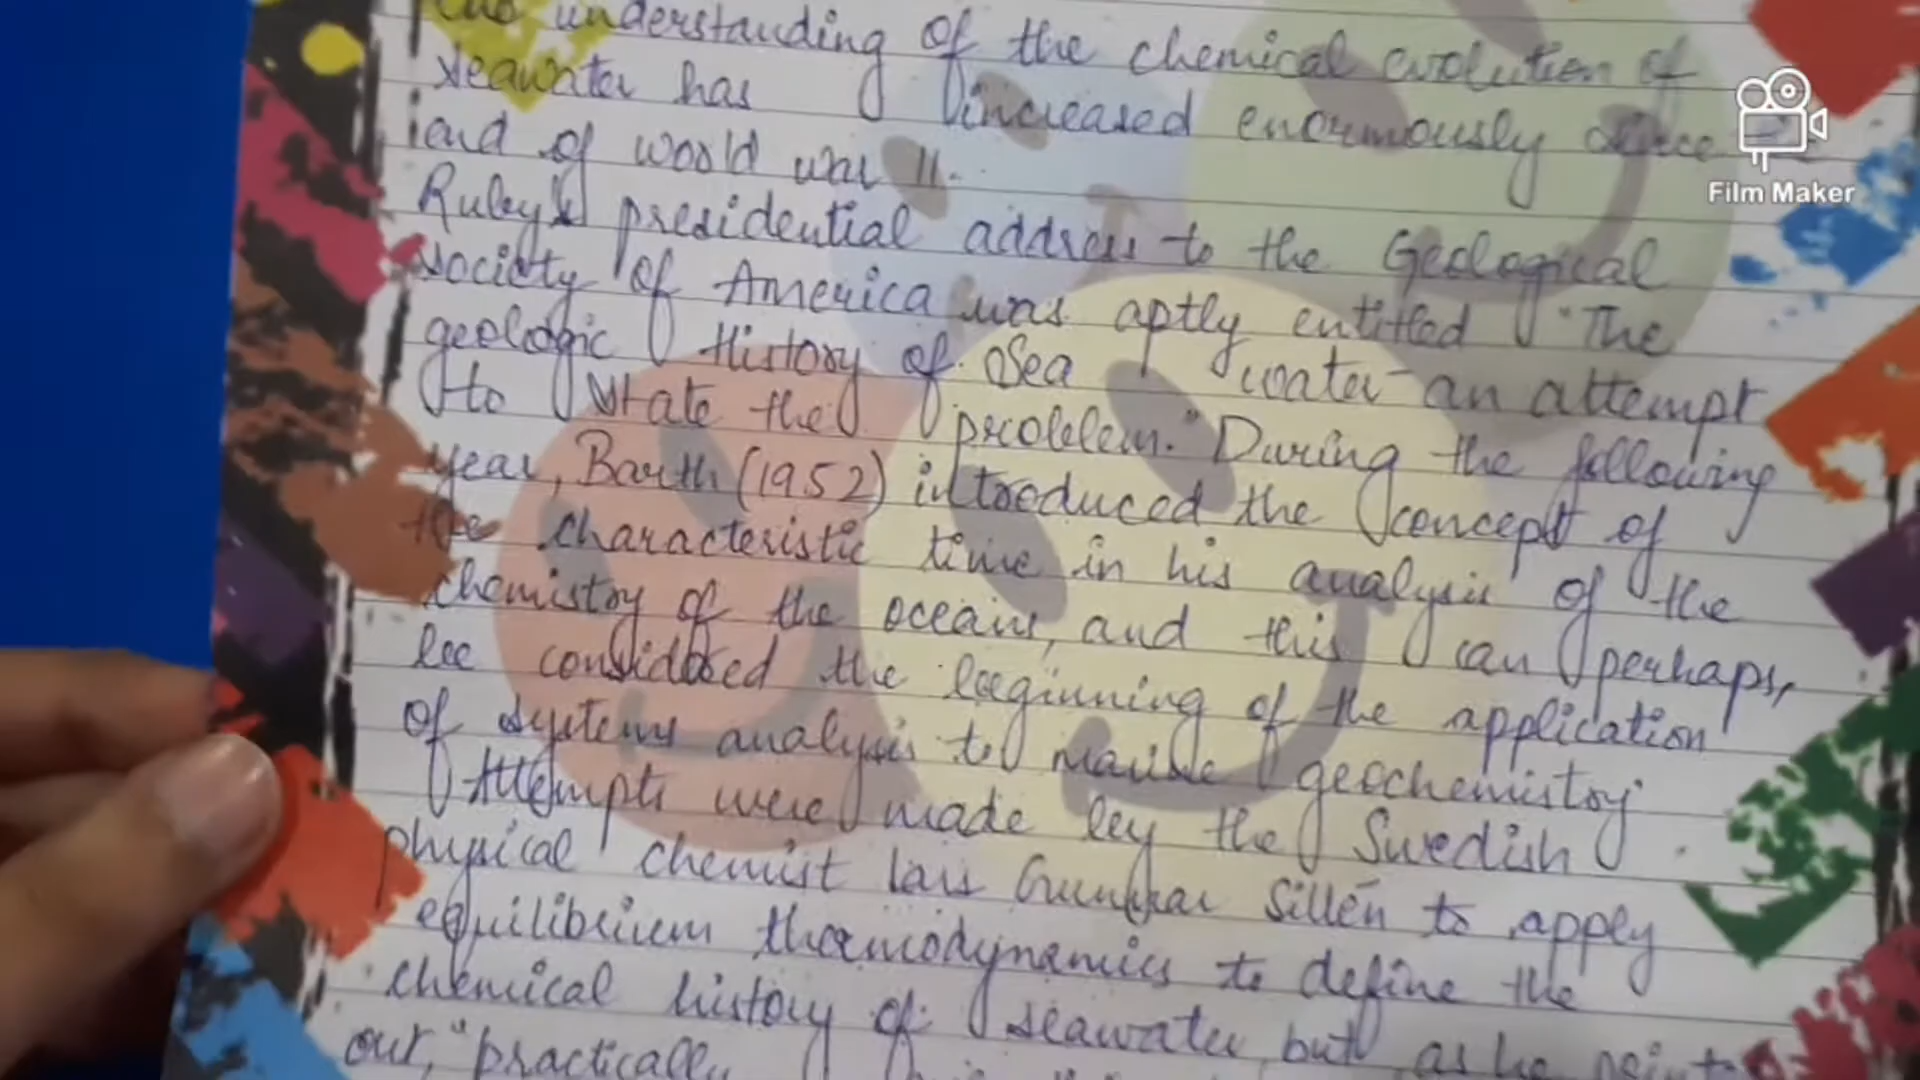 understanding of the chemical evolution of
seawater has increased enormously since
end of world war II.
Ruby's presidential address to the Geological
society of America was aptly entitled "The
geologic History of Sea water-an attempt
to state the problem." During the following
year, Barth (1952) introduced the concept of
the characteristic time in his analysis of the
chemistry of the oceans, and this can perhaps,
be considered the beginning of the application
of systems analysis to marine geochemistry.
Attempts were made by the Swedish
physical chemist Lars Gunnar Sillén to apply
equilibrium thermodynamics to define the
chemical history of seawater but as he
out, "practically
Film Maker